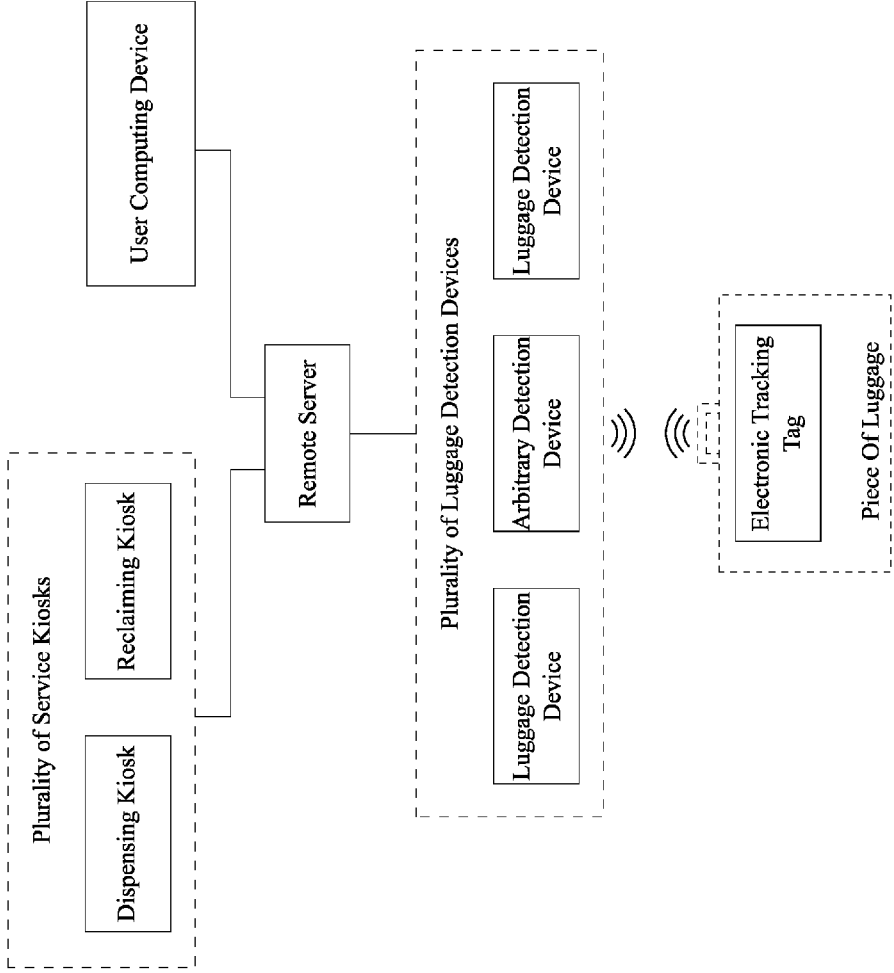 Plurality of Service Kiosks
Dispensing Kiosk
Reclaiming Kiosk
User Computing Device
Remote Server
Plurality of Luggage Detection Devices
Luggage Detection
Device
Arbitrary Detection
Device
Luggage Detection
Device
Electronic Tracking
Tag
Piece Of Luggage